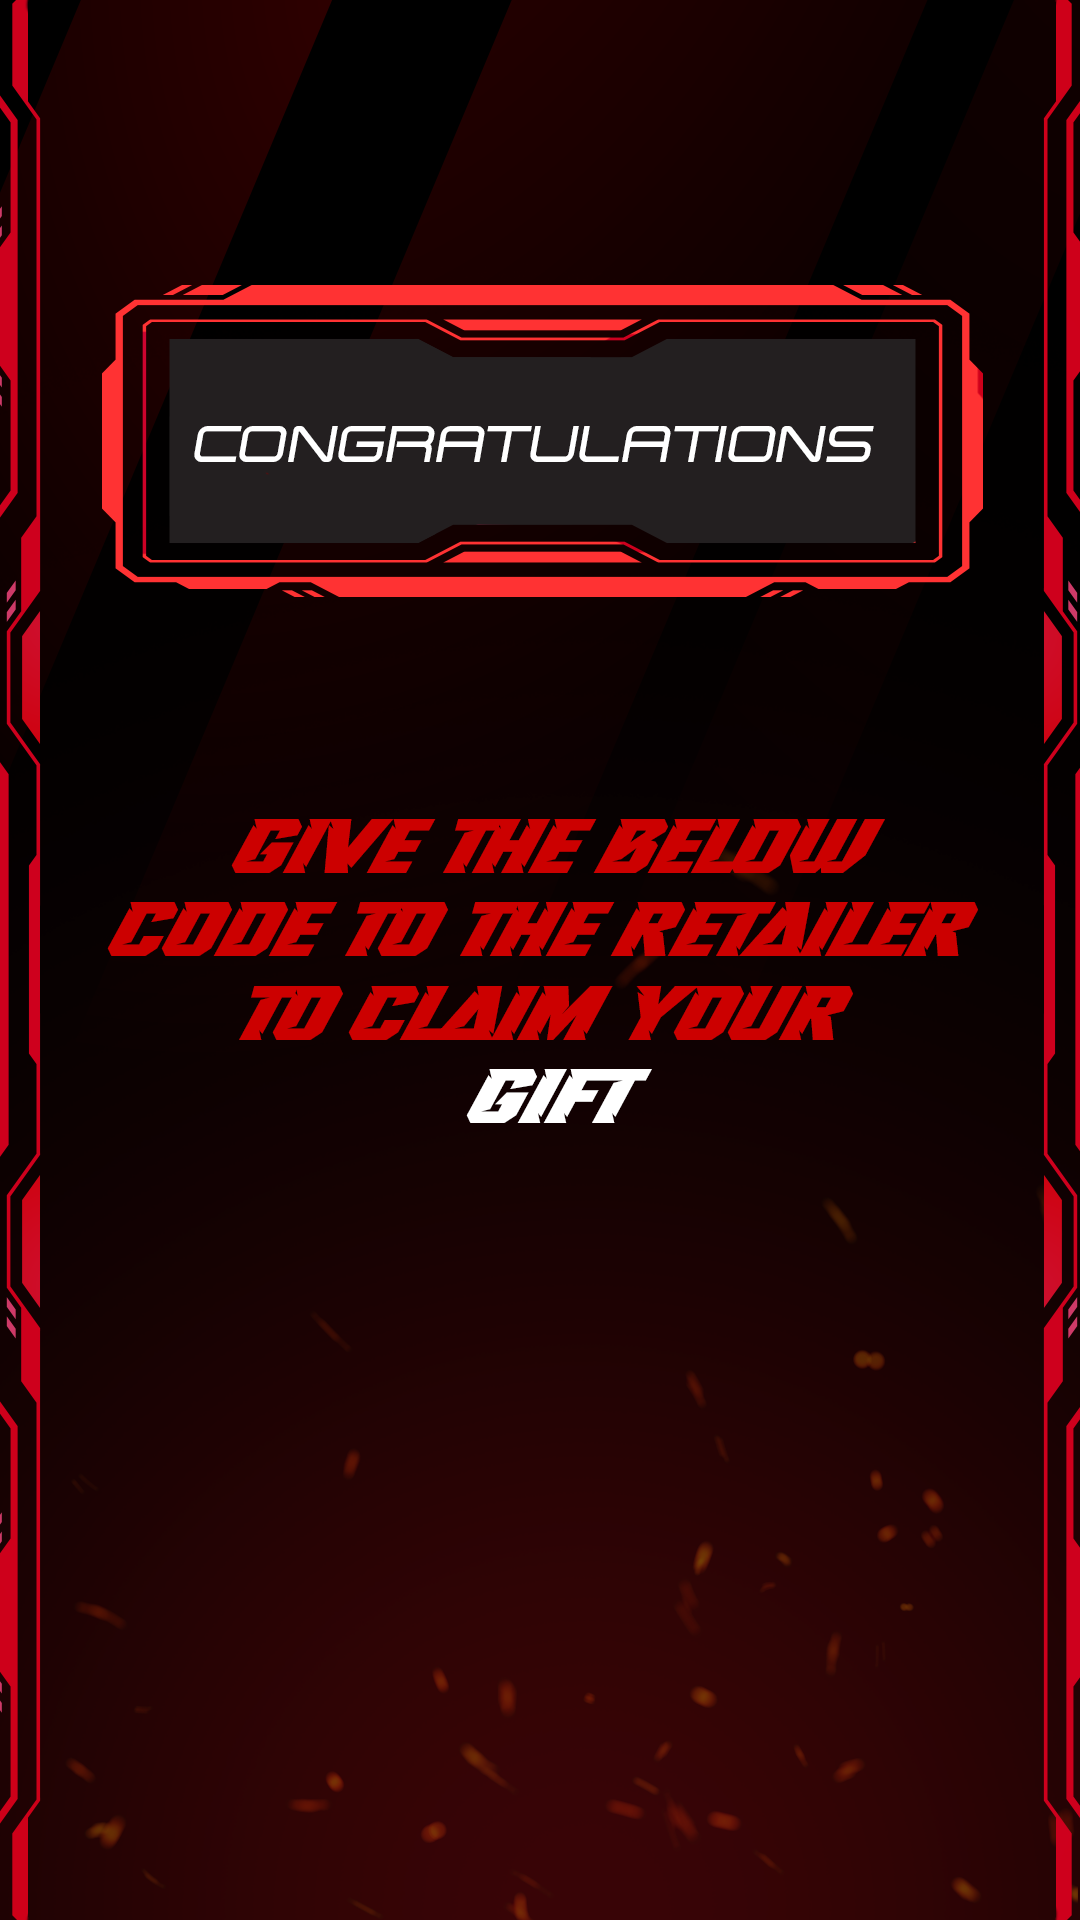 CONGRATULATIONS
GIVE THE BELOW
CODE TO THE RETAILER
TO CLAIM YOUR
GIFT